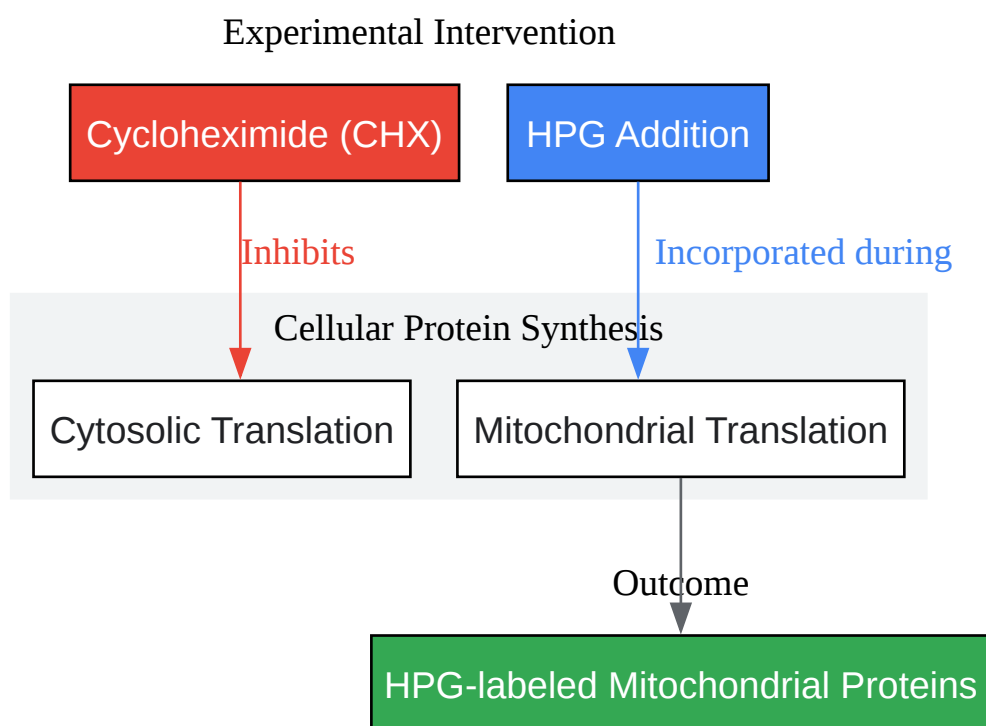 Experimental Intervention
Cycloheximide (CHX)
HPG Addition
Inhibits
Incorporated during
Cellular Protein Synthesis
Cytosolic Translation
Mitochondrial Translation
Outcome
HPG-labeled Mitochondrial Proteins